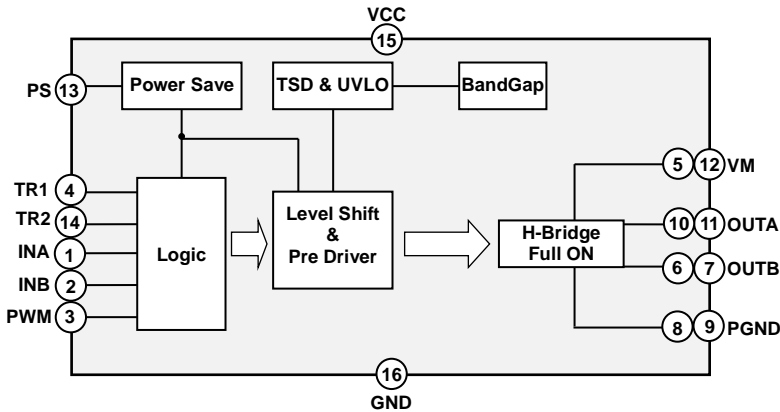 VCC
15
PS 13
Power Save
TSD & UVLO
BandGap
5 12 VM
TR1 4
TR2 14
INA 1
INB 2
PWM 3
Logic
Level Shift
&
Pre Driver
H-Bridge
Full ON
10 11 OUTA
6 7 OUTB
8 9 PGND
16
GND